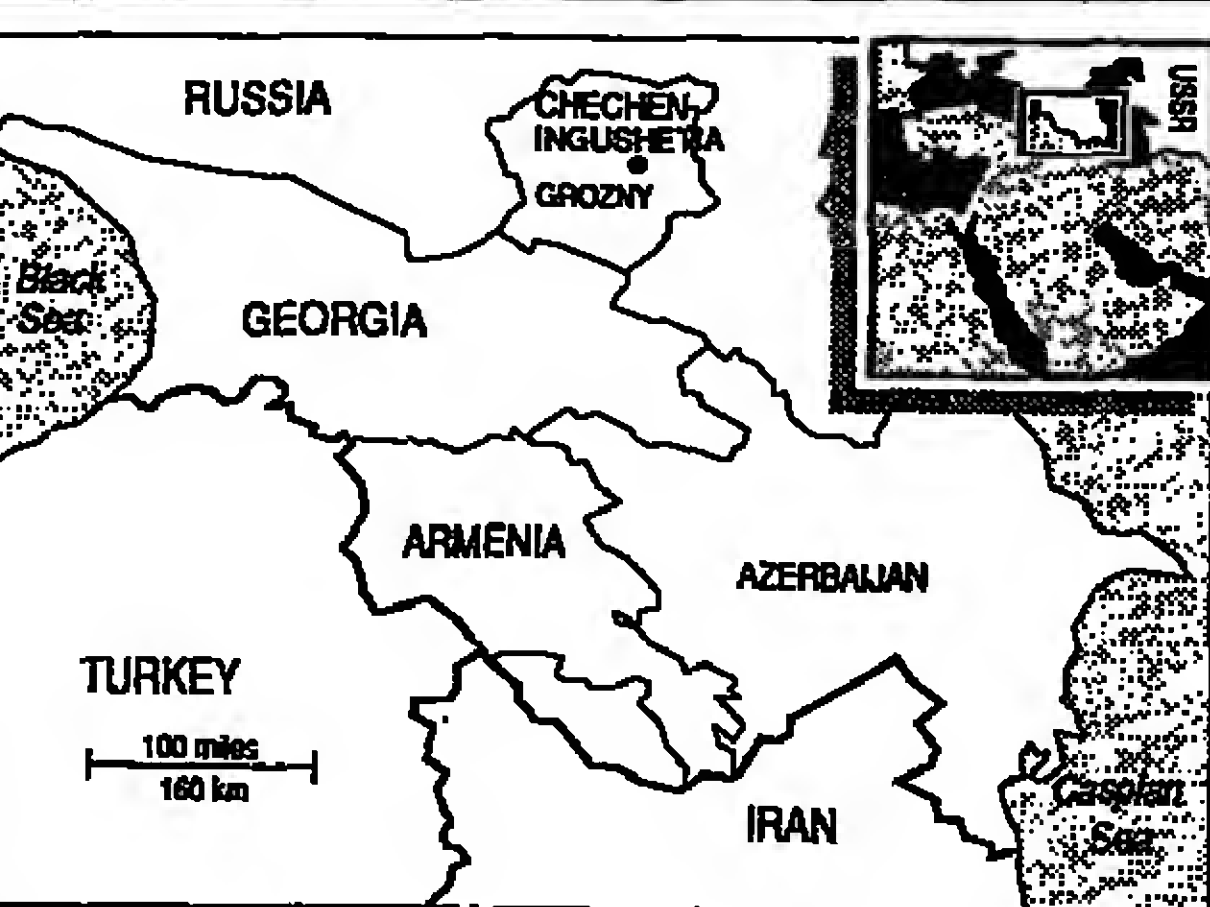 RUSSIA
CHECHEN-
INGUSHETIA
GROZNY
USSR
Black
Sea
GEORGIA
ARMENIA
AZERBAIJAN
TURKEY
100 miles
160 km
IRAN
Caspian
Sea